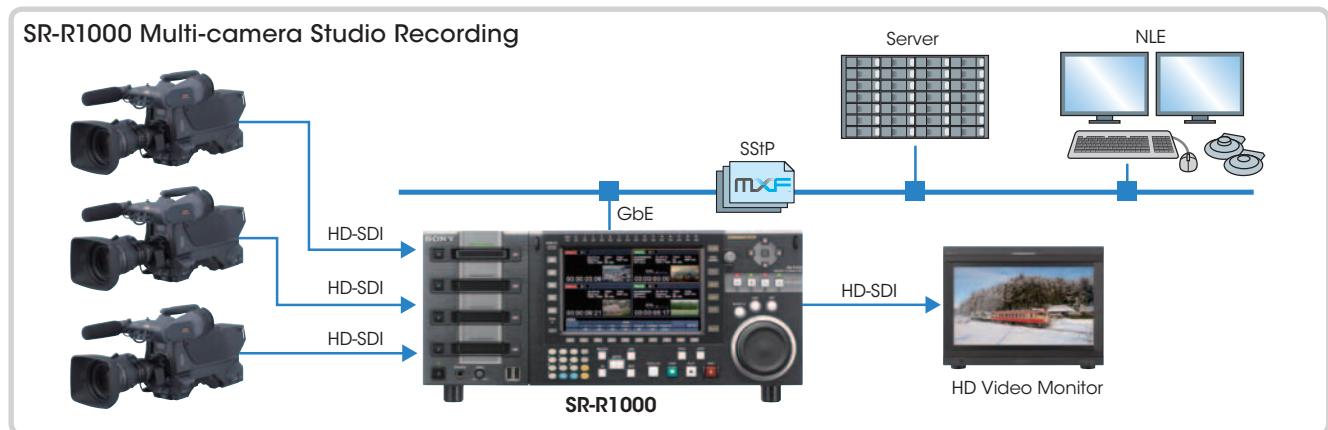 SR-R1000 Multi-camera Studio Recording
Server
NLE
SStP
MXF
GbE
HD-SDI
HD-SDI
HD-SDI
SONY
HD-SDI
SR-R1000
HD Video Monitor